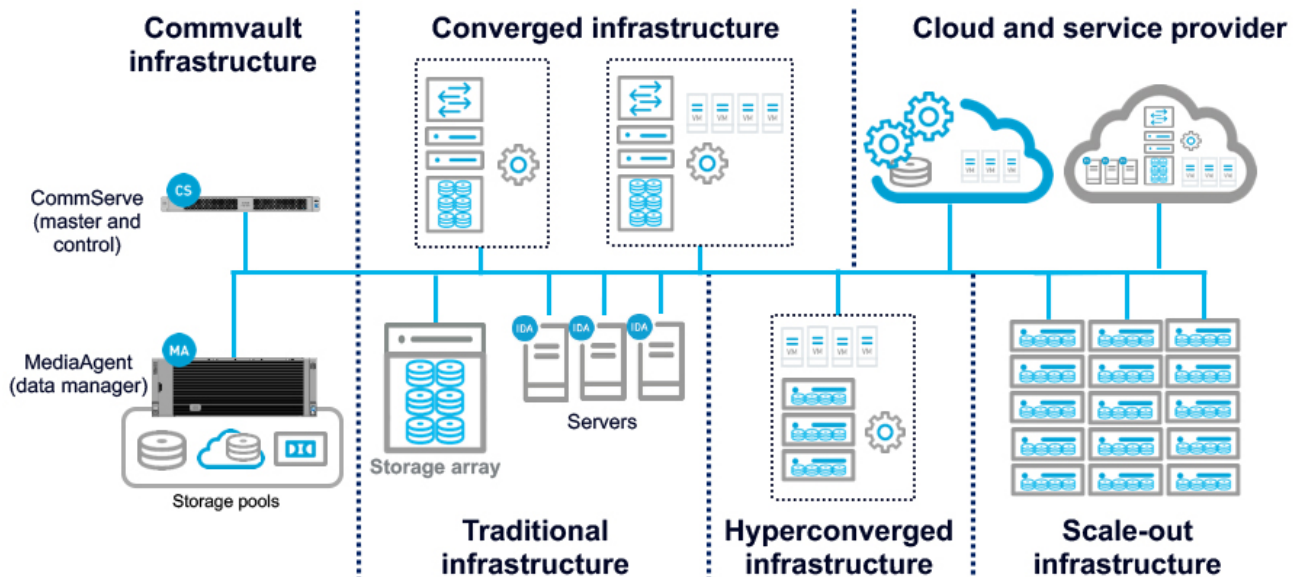 Commvault
infrastructure
Converged infrastructure
Cloud and service provider
VM VM VM VM
VM VM VM
VM VM VM
CS
CommServe
(master and
control)
MA
MediaAgent
(data manager)
Storage pools
IDA
IDA
IDA
Storage array
Servers
VM VM VM VM
Traditional
infrastructure
Hyperconverged
infrastructure
Scale-out
infrastructure